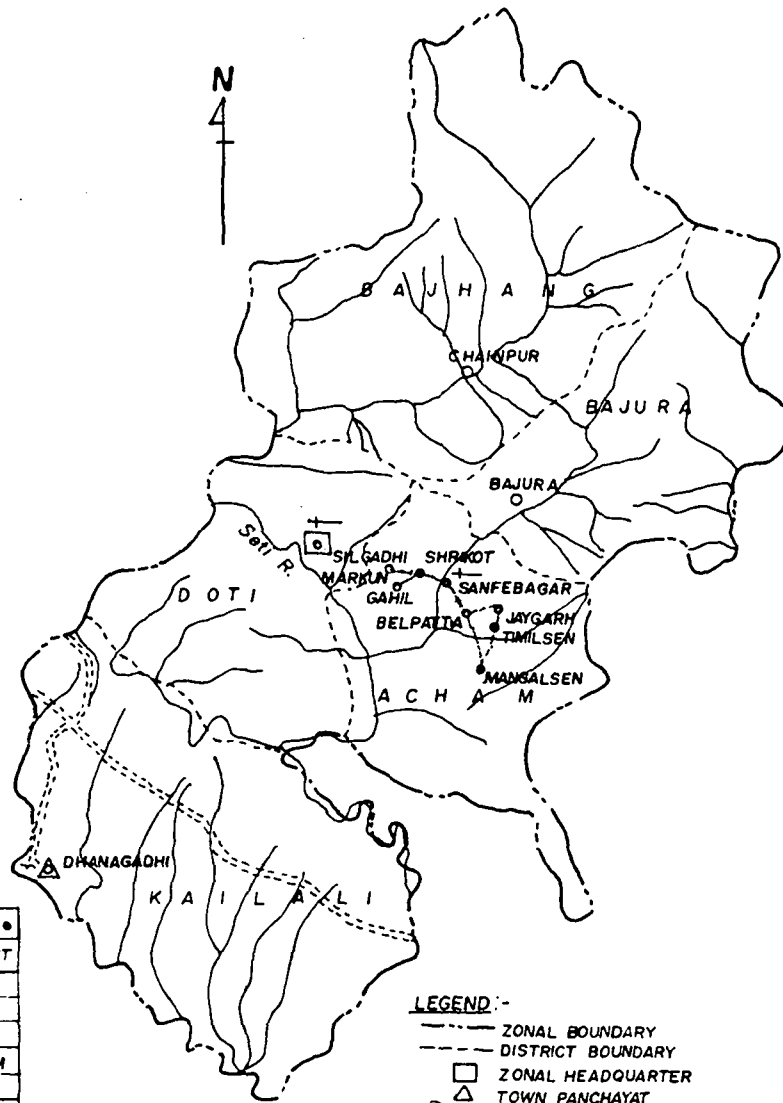 N
BAJHANG
CHAINPUR
BAJURA
BAJURA
Seti R.
SILGADHI
SHRIKOT
MARKUN
SANFEBAGAR
GAHIL
DOTI
BELPATTA
JAYGARH
TIMILSEN
MANGALSEN
ACHAM
DHANAGADHI
KAILALI
T
LEGEND:-
ZONAL BOUNDARY
DISTRICT BOUNDARY
ZONAL HEADQUARTER
TOWN PANCHAYAT